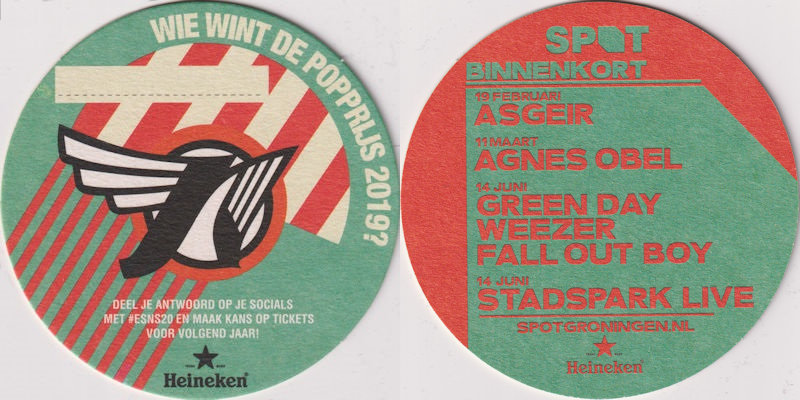 WIE WINT DE POPPRIJS 2019?
DEEL JE ANTWOORD OP JE SOCIALS
MET #ESNS20 EN MAAK KANS OP TICKETS
VOOR VOLGEND JAAR!
Heineken
SPOT
BINNENKORT
19 FEBRUARI
ASGEIR
11 MAART
AGNES OBEL
14 JUNI
GREEN DAY
WEEZER
FALL OUT BOY
14 JUNI
STADSPARK LIVE
SPOTGRONINGEN.NL
Heineken